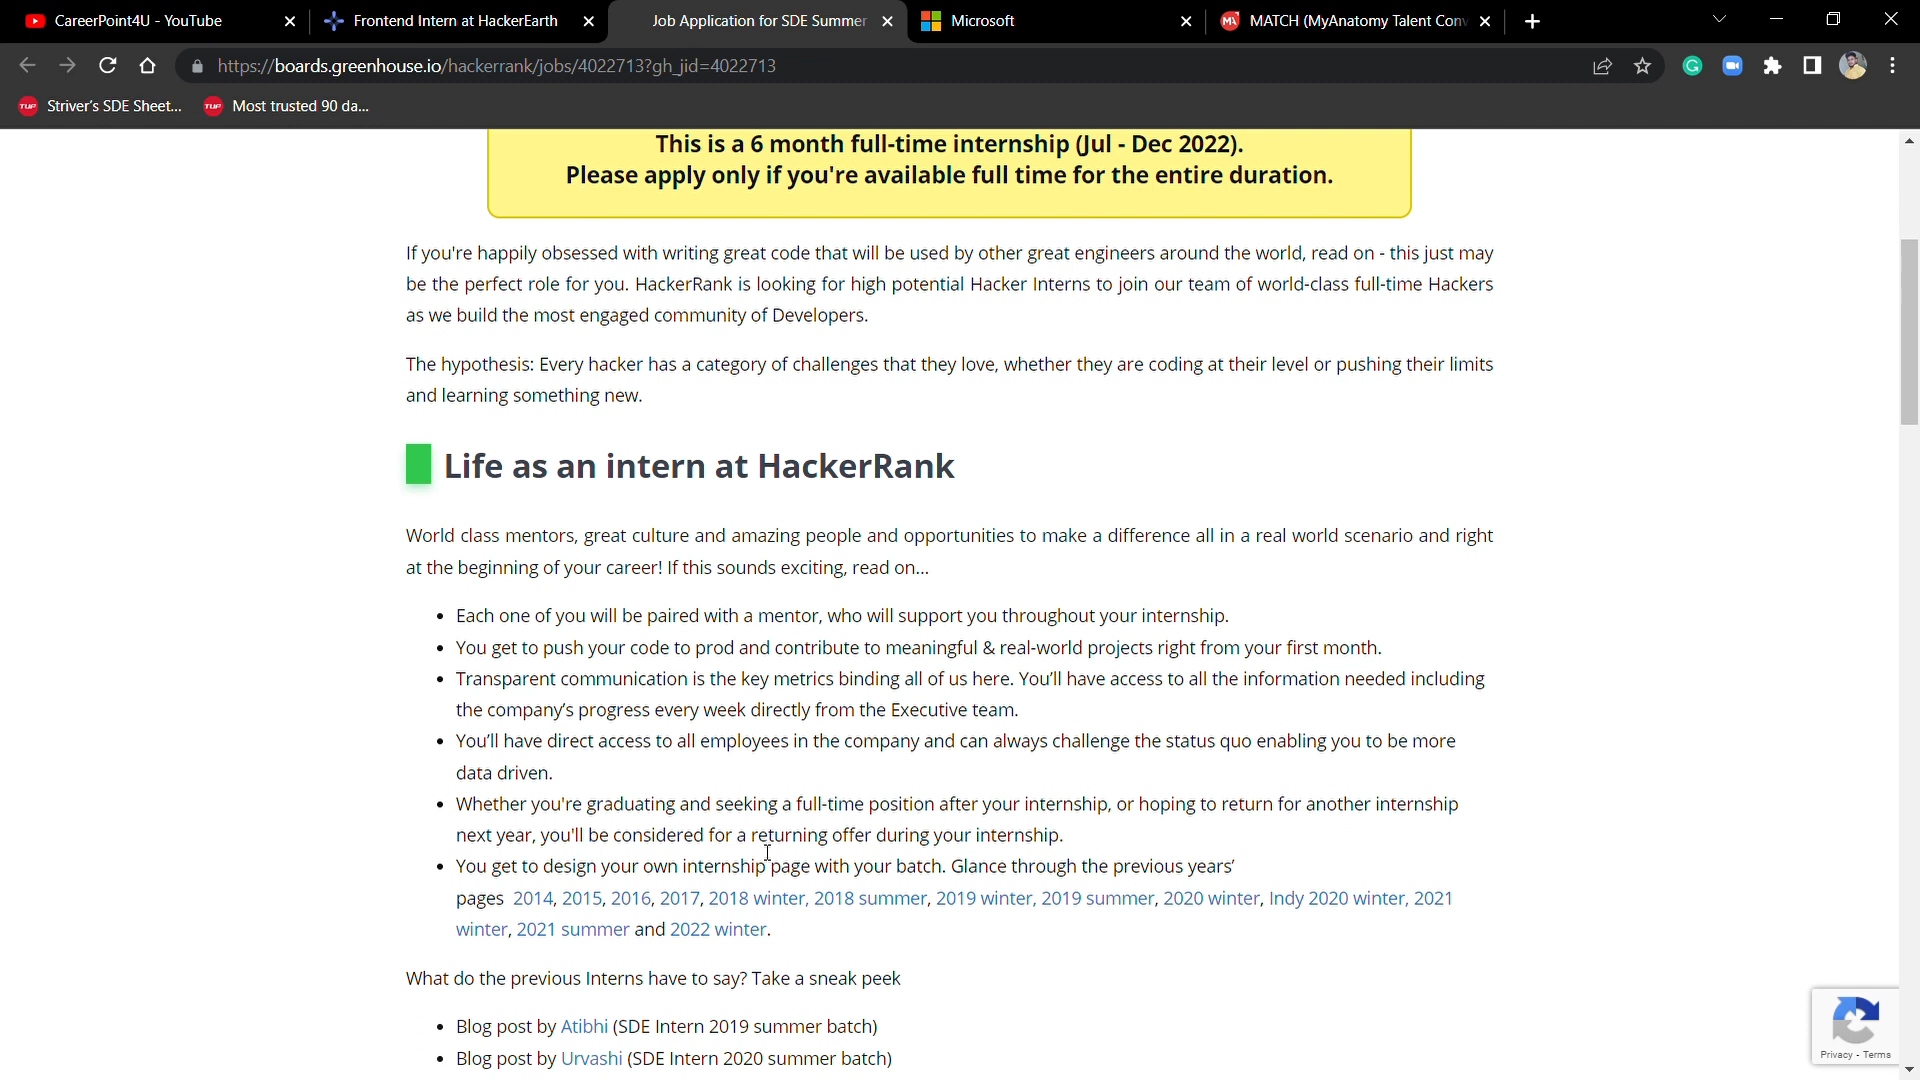 CareerPoint4U - YouTube
Frontend Intern at HackerEarth
Job Application for SDE Summer
Microsoft
MATCH (MyAnatomy Talent Con
https://boards.greenhouse.io/hackerrank/jobs/4022713?gh_jid=4022713
TUF Striver's SDE Sheet...
TUF Most trusted 90 da...
This is a 6 month full-time internship (Jul - Dec 2022).
Please apply only if you're available full time for the entire duration.
If you're happily obsessed with writing great code that will be used by other great engineers around the world, read on - this just may
be the perfect role for you. HackerRank is looking for high potential Hacker Interns to join our team of world-class full-time Hackers
as we build the most engaged community of Developers.
The hypothesis: Every hacker has a category of challenges that they love, whether they are coding at their level or pushing their limits
and learning something new.
Life as an intern at HackerRank
World class mentors, great culture and amazing people and opportunities to make a difference all in a real world scenario and right
at the beginning of your career! If this sounds exciting, read on...
• Each one of you will be paired with a mentor, who will support you throughout your internship.
• You get to push your code to prod and contribute to meaningful & real-world projects right from your first month.
• Transparent communication is the key metrics binding all of us here. You’ll have access to all the information needed including
the company’s progress every week directly from the Executive team.
• You’ll have direct access to all employees in the company and can always challenge the status quo enabling you to be more
data driven.
• Whether you're graduating and seeking a full-time position after your internship, or hoping to return for another internship
next year, you'll be considered for a returning offer during your internship.
• You get to design your own internship page with your batch. Glance through the previous years’
pages 2014, 2015, 2016, 2017, 2018 winter, 2018 summer, 2019 winter, 2019 summer, 2020 winter, Indy 2020 winter, 2021
winter, 2021 summer and 2022 winter.
What do the previous Interns have to say? Take a sneak peek
• Blog post by Atibhi (SDE Intern 2019 summer batch)
• Blog post by Urvashi (SDE Intern 2020 summer batch)
Privacy - Terms